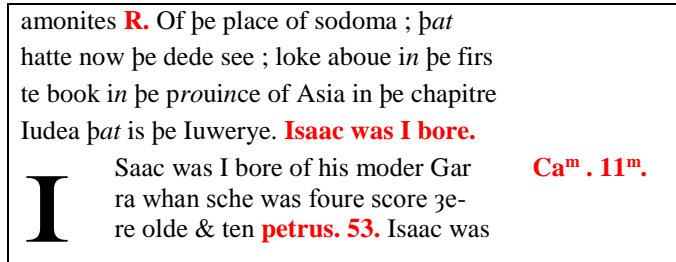 amonites R. Of þe place of sodoma ; þat
hatte now þe dede see ; loke aboue in þe firs
te book in þe prouince of Asia in þe chapitre
Iudea þat is þe Iuwerye. Isaac was I bore.
I Saac was I bore of his moder Gar Caᵐ . 11ᵐ.
ra whan sche was foure score ȝe-
re olde & ten petrus. 53. Isaac was